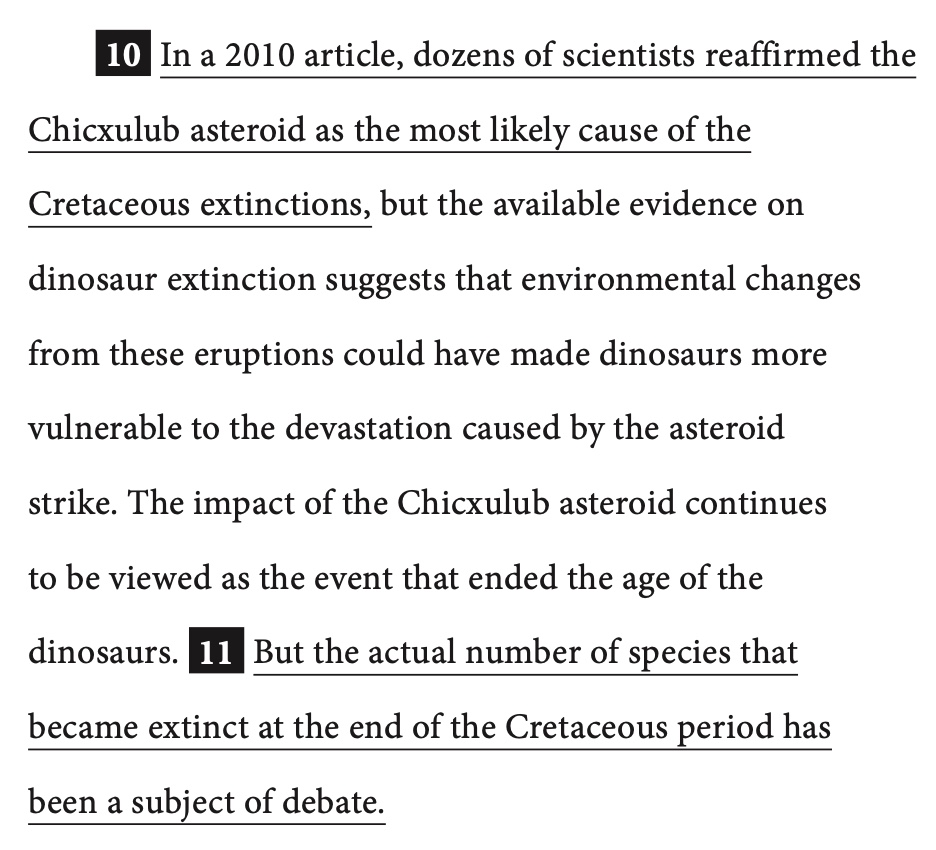 10 In a 2010 article, dozens of scientists reaffirmed the
Chicxulub asteroid as the most likely cause of the
Cretaceous extinctions, but the available evidence on
dinosaur extinction suggests that environmental changes
from these eruptions could have made dinosaurs more
vulnerable to the devastation caused by the asteroid
strike. The impact of the Chicxulub asteroid continues
to be viewed as the event that ended the age of the
dinosaurs. 11 But the actual number of species that
became extinct at the end of the Cretaceous period has
been a subject of debate.